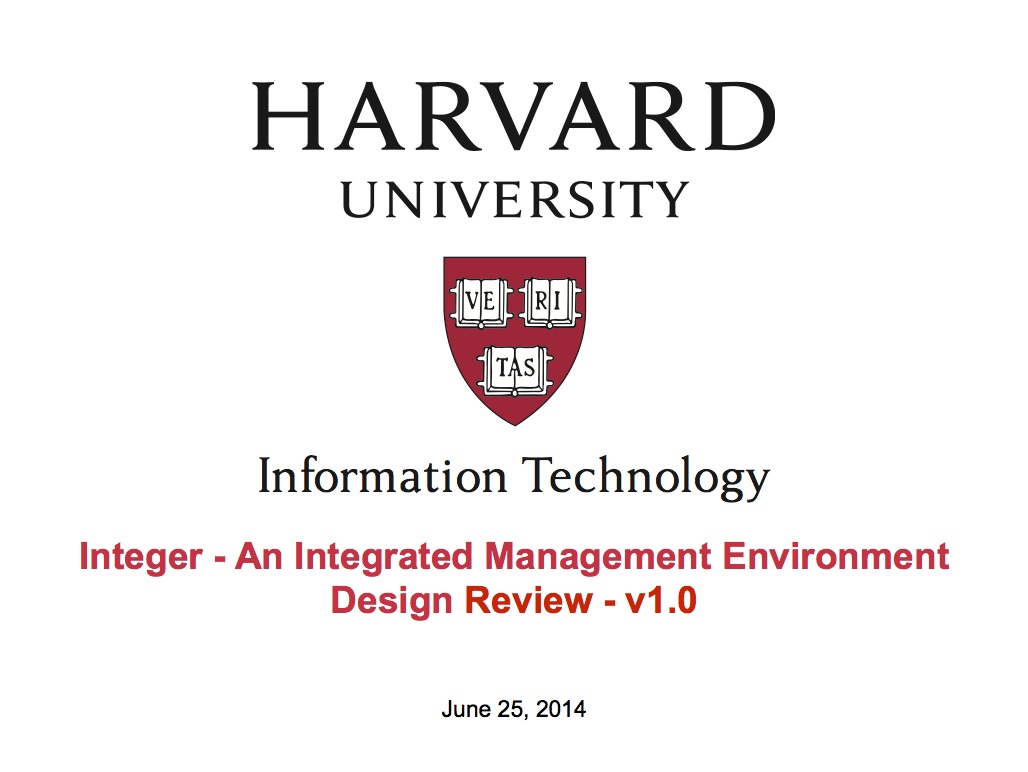 HARVARD
UNIVERSITY
VE RI
TAS
Information Technology
Integer - An Integrated Management Environment
Design Review - v1.0
June 25, 2014